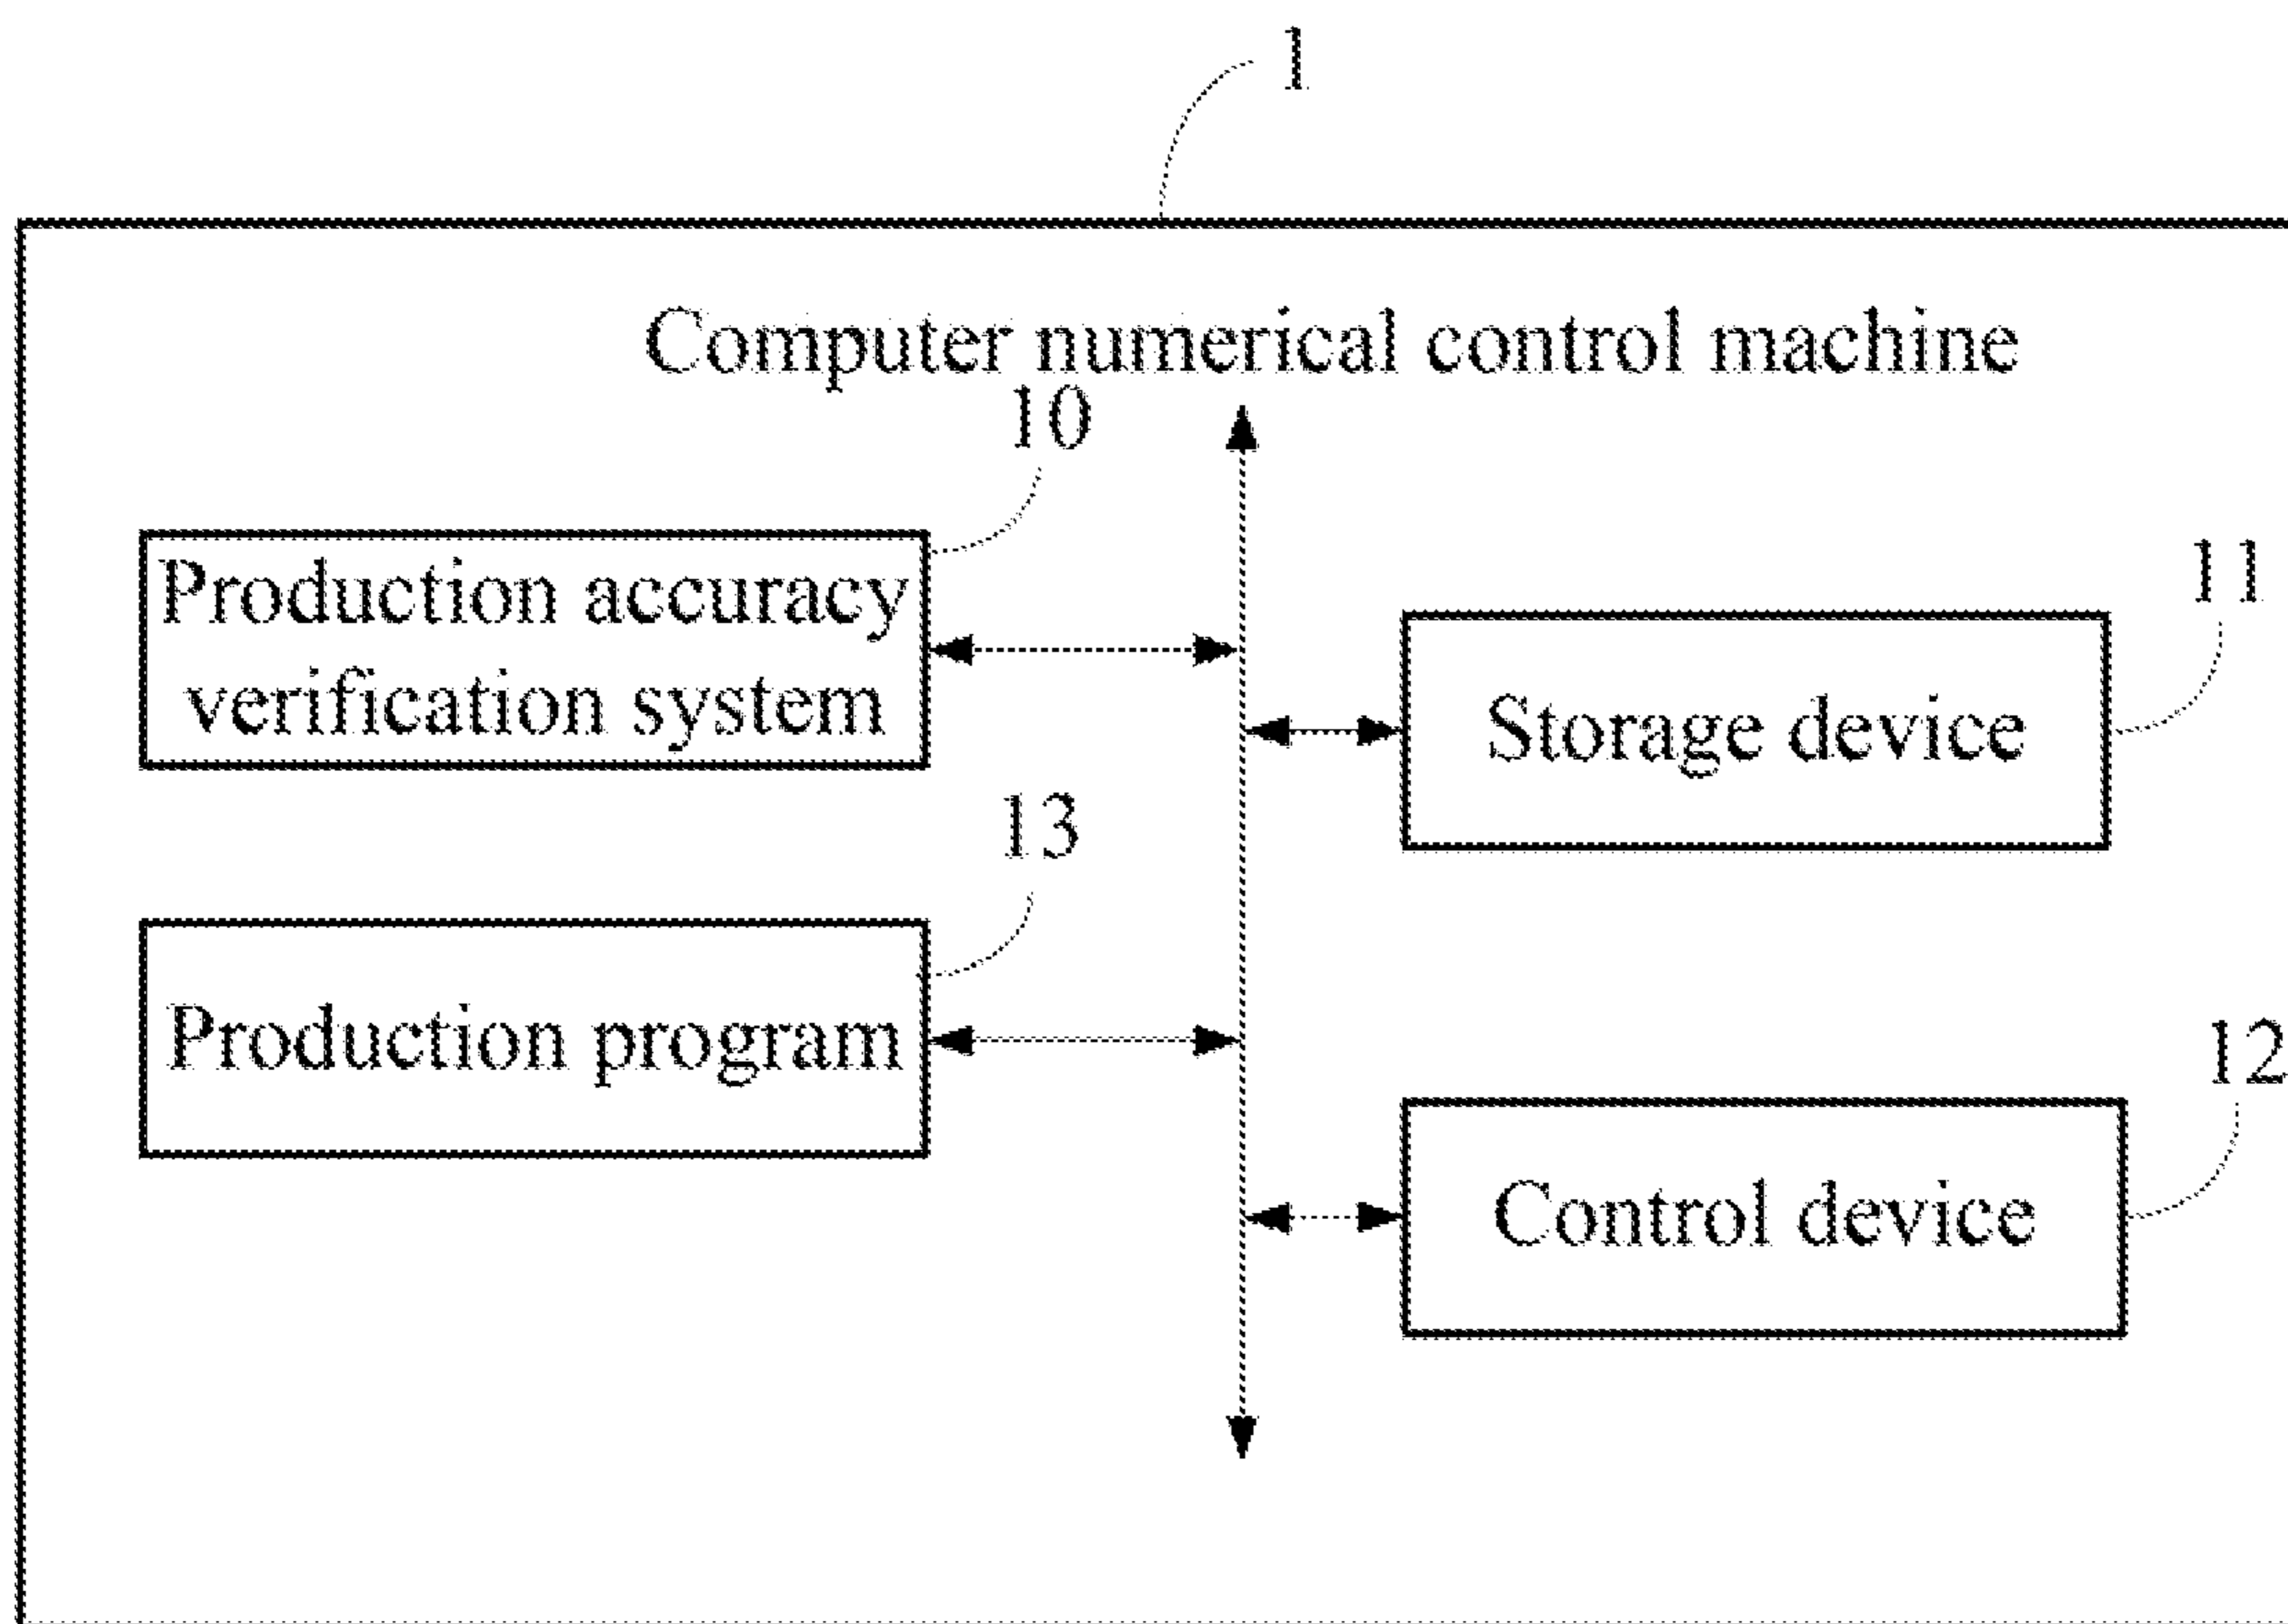 1
Computer numerical control machine
10
Production accuracy
verification system
11
Storage device
13
Production program
12
Control device